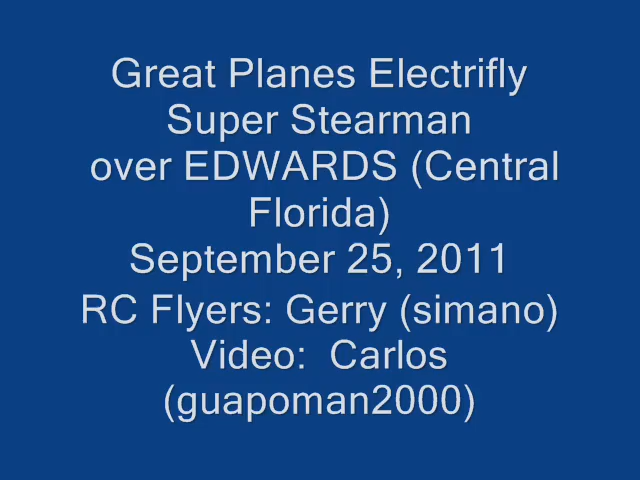 Great Planes Electrifly
Super Stearman
over EDWARDS (Central
Florida)
September 25, 2011
RC Flyers: Gerry (simano)
Video:  Carlos
(guapoman2000)